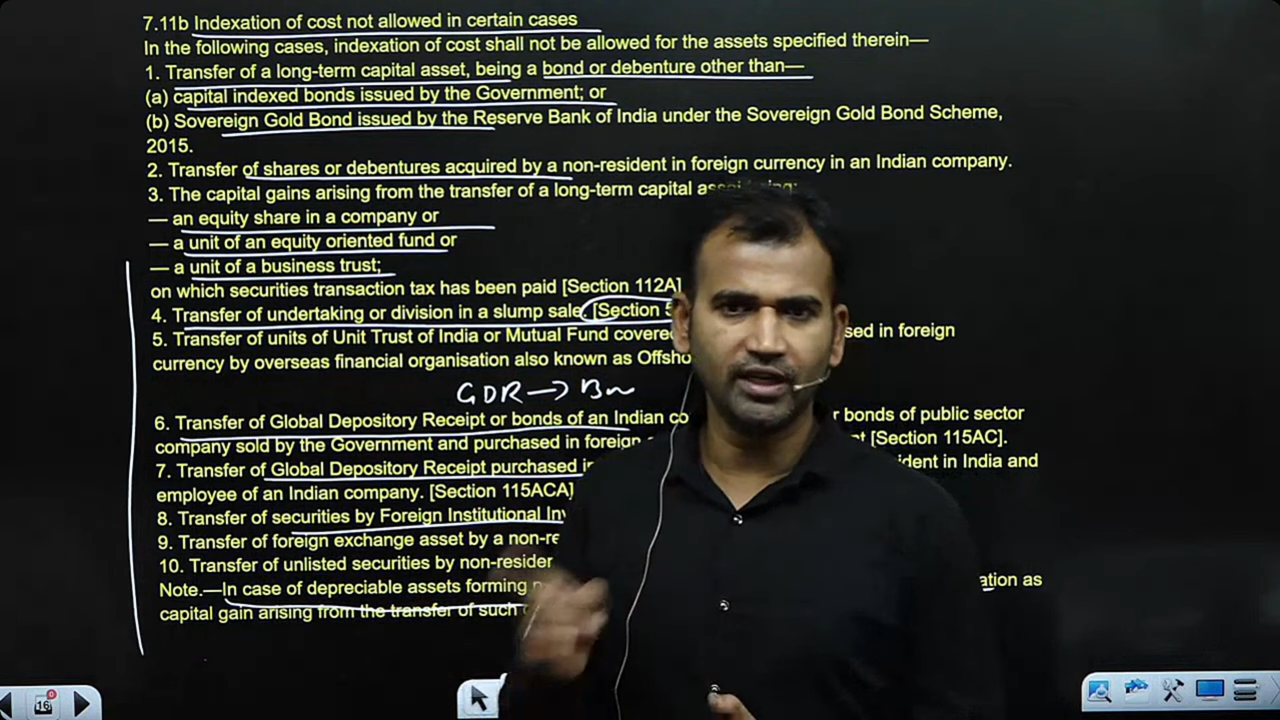 7.11b Indexation of cost not allowed in certain cases
In the following cases, indexation of cost shall not be allowed for the assets specified therein—
1. Transfer of a long-term capital asset, being a bond or debenture other than—
(a) capital indexed bonds issued by the Government; or
(b) Sovereign Gold Bond issued by the Reserve Bank of India under the Sovereign Gold Bond Scheme,
2015.
2. Transfer of shares or debentures acquired by a non-resident in foreign currency in an Indian company.
3. The capital gains arising from the transfer of a long-term capital
— an equity share in a company or
— a unit of an equity oriented fund or
— a unit of a business trust;
on which securities transaction tax has been paid [Section 112A]
4. Transfer of undertaking or division in a slump sale. [Section
5. Transfer of units of Unit Trust of India or Mutual Fund in foreign
currency by overseas financial organisation also known as
GDR →
6. Transfer of Global Depository Receipt or bonds of an Indian r bonds of public sector
company sold by the Government and purchased in foreign [Section 115AC].
7. Transfer of Global Depository Receipt purchased in India and
employee of an Indian company. [Section 115ACA]
8. Transfer of securities by Foreign Institutional
9. Transfer of foreign exchange asset by a
10. Transfer of unlisted securities by
Note.—In case of depreciable assets forming as
capital gain arising from the transfer of such
16
0